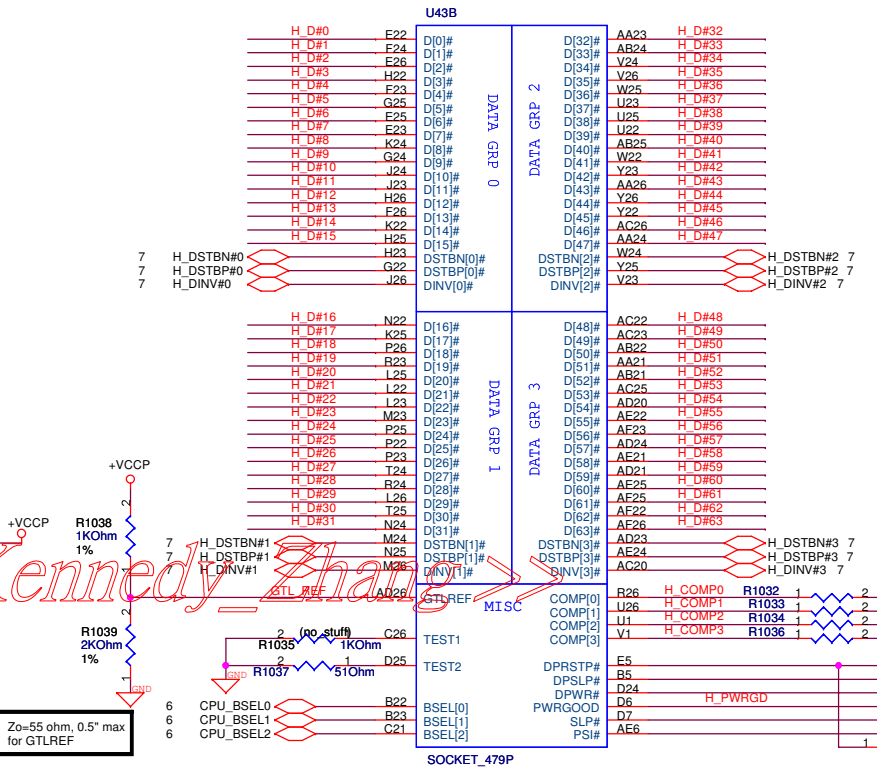 U43B
H_D#0 E22 D[0]# D[32]# AA23 H_D#32
H_D#1 F24 D[1]# D[33]# AB24 H_D#33
H_D#2 E26 D[2]# D[34]# V24 H_D#34
H_D#3 H22 D[3]# D[35]# V26 H_D#35
H_D#4 F23 D[4]# D[36]# W25 H_D#36
H_D#5 G25 D[5]# D[37]# U23 H_D#37
H_D#6 E25 D[6]# D[38]# U25 H_D#38
H_D#7 E23 D[7]# D[39]# U22 H_D#39
H_D#8 K24 D[8]# D[40]# AB25 H_D#40
H_D#9 G24 D[9]# D[41]# W22 H_D#41
H_D#10 J24 D[10]# D[42]# Y23 H_D#42
H_D#11 J23 D[11]# D[43]# AA26 H_D#43
H_D#12 H26 D[12]# D[44]# Y26 H_D#44
H_D#13 F26 D[13]# D[45]# Y22 H_D#45
H_D#14 K22 D[14]# D[46]# AC26 H_D#46
H_D#15 H25 D[15]# D[47]# AA24 H_D#47
DATA GRP 0
DATA GRP 2
7 H_DSTBN#0 H23 DSTBN[0]# DSTBN[2]# W24 H_DSTBN#2 7
7 H_DSTBP#0 G22 DSTBP[0]# DSTBP[2]# Y25 H_DSTBP#2 7
7 H_DINV#0 J26 DINV[0]# DINV[2]# V23 H_DINV#2 7
H_D#16 N22 D[16]# D[48]# AC22 H_D#48
H_D#17 K25 D[17]# D[49]# AC23 H_D#49
H_D#18 P26 D[18]# D[50]# AB22 H_D#50
H_D#19 R23 D[19]# D[51]# AA21 H_D#51
H_D#20 L25 D[20]# D[52]# AB21 H_D#52
H_D#21 L22 D[21]# D[53]# AC25 H_D#53
H_D#22 L23 D[22]# D[54]# AD20 H_D#54
H_D#23 M23 D[23]# D[55]# AE22 H_D#55
H_D#24 P25 D[24]# D[56]# AF23 H_D#56
H_D#25 P22 D[25]# D[57]# AD24 H_D#57
H_D#26 P23 D[26]# D[58]# AE21 H_D#58
H_D#27 T24 D[27]# D[59]# AD21 H_D#59
H_D#28 R24 D[28]# D[60]# AE25 H_D#60
H_D#29 L26 D[29]# D[61]# AF25 H_D#61
H_D#30 T25 D[30]# D[62]# AF22 H_D#62
H_D#31 N24 D[31]# D[63]# AF26 H_D#63
DATA GRP 1
DATA GRP 3
7 H_DSTBN#1 M24 DSTBN[1]# DSTBN[3]# AD23 H_DSTBN#3 7
7 H_DSTBP#1 N25 DSTBP[1]# DSTBP[3]# AE24 H_DSTBP#3 7
7 H_DINV#1 M26 DINV[1]# DINV[3]# AC20 H_DINV#3 7
+VCCP
+VCCP
2
R1038
1KOhm
1%
1
Kennedy_Zhang>>
GTL_REF AD26 GTLREF
MISC
COMP[0] R26 H_COMP0 R1032 1 2
COMP[1] U26 H_COMP1 R1033 1 2
COMP[2] U1 H_COMP2 R1034 1 2
COMP[3] V1 H_COMP3 R1036 1 2
2
R1039
2KOhm
1%
1
GND
(no_stuff)
2 R1035 1KOhm C26 TEST1
2 R1037 1 51Ohm D25 TEST2
GND
DPRSTP# E5
DPSLP# B5
DPWR# D24
PWRGOOD D6 H_PWRGD
SLP# D7
PSI# AE6
1
6 CPU_BSEL0 B22 BSEL[0]
6 CPU_BSEL1 B23 BSEL[1]
6 CPU_BSEL2 C21 BSEL[2]
Zo=55 ohm, 0.5" max
for GTLREF
SOCKET_479P